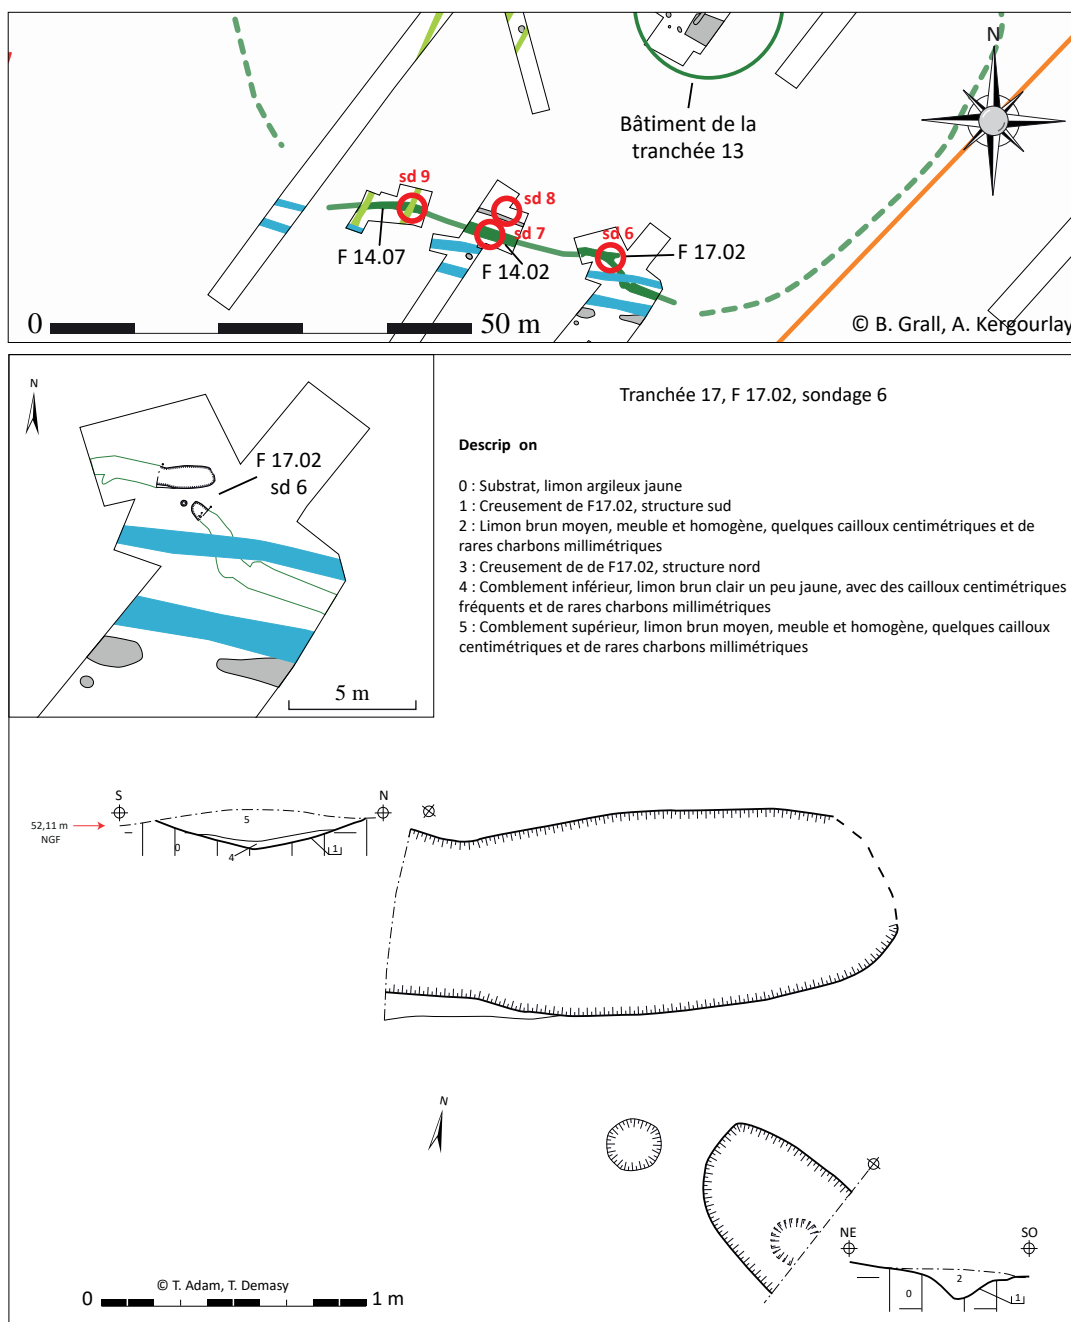 N
Bâtiment de la
tranchée 13
sd 9
sd 8
sd 7
sd 6
F 14.07
F 14.02
F 17.02
0
50 m
© B. Grall, A. Kergourlay
N
F 17.02
sd 6
5 m
Tranchée 17, F 17.02, sondage 6
Descrip on
0 : Substrat, limon argileux jaune
1 : Creusement de F17.02, structure sud
2 : Limon brun moyen, meuble et homogène, quelques cailloux centimétriques et de
rares charbons millimétriques
3 : Creusement de de F17.02, structure nord
4 : Comblement inférieur, limon brun clair un peu jaune, avec des cailloux centimétriques
fréquents et de rares charbons millimétriques
5 : Comblement supérieur, limon brun moyen, meuble et homogène, quelques cailloux
centimétriques et de rares charbons millimétriques
S
N
52,11 m
NGF
5
0
4
1
N
NE
SO
2
0
1
© T. Adam, T. Demasy
0
1 m